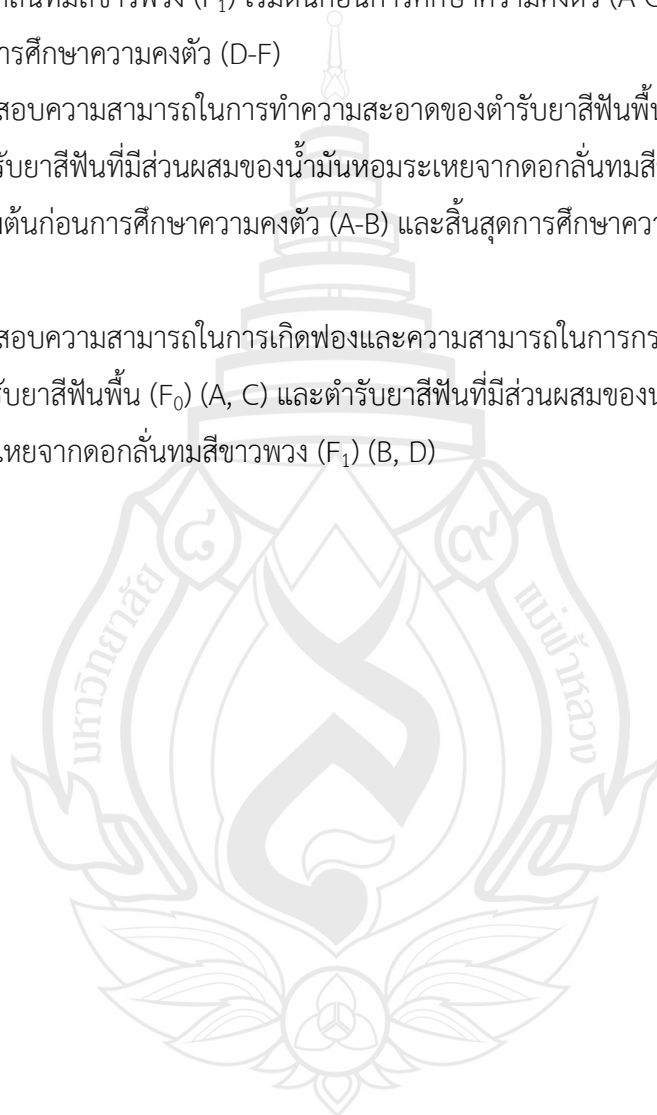 (F₁) เริ่มต้นก่อนการศึกษาความคงตัว
การศึกษาความคงตัว (D-F)
สอบความสามารถในการทำความสะอาดของตำรับยาสีฟันพื้น
รับยาสีฟันที่มีส่วนผสมของน้ำมันหอมระเหยจากดอกลั่นทมสี
ต้นก่อนการศึกษาความคงตัว (A-B) และสิ้นสุดการศึกษาควา
สอบความสามารถในการเกิดฟองและความสามารถในการกร
รับยาสีฟันพื้น (F₀) (A, C) และตำรับยาสีฟันที่มีส่วนผสมของ
เหยจากดอกลั่นทมสีขาวพวง (F₁) (B, D)
๘ ๙
มหาวิทยาลัย แม่ฟ้าหลวง